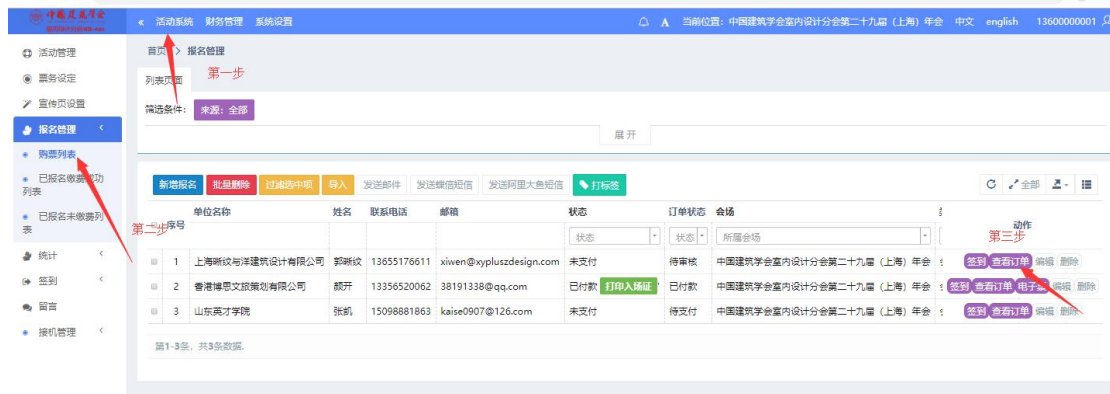 中國建築學會
« 活动系统 财务管理 系统设置
A 当前位置：中国建筑学会室内设计分会第二十九届（上海）年会 中文 english 13600000001
活动管理
票务设定
宣传页设置
报名管理
购票列表
已报名缴费成功列表
已报名未缴费列表
统计
签到
留言
接机管理
首页 > 报名管理
列表页面
第一步
筛选条件： 来源：全部
展开
新增报名 批量删除 过滤选中项 导入 发送邮件 发送蝶信短信 发送阿里大鱼短信 打标签
全部
第二步
序号 单位名称 姓名 联系电话 邮箱 状态 订单状态 会场 动作
状态 状态 所属会场
第三步
1 上海晰纹与洋建筑设计有限公司 郭晰纹 13655176611 xiwen@xypluszdesign.com 未支付 待审核 中国建筑学会室内设计分会第二十九届（上海）年会 签到 查看订单 编辑 删除
2 香港博思文旅策划有限公司 颜开 13356520062 38191338@qq.com 已付款 打印入场证 已付款 中国建筑学会室内设计分会第二十九届（上海）年会 签到 查看订单 电子票 编辑 删除
3 山东英才学院 张凯 15098881863 kaise0907@126.com 未支付 待支付 中国建筑学会室内设计分会第二十九届（上海）年会 签到 查看订单 编辑 删除
第1-3条，共3条数据.